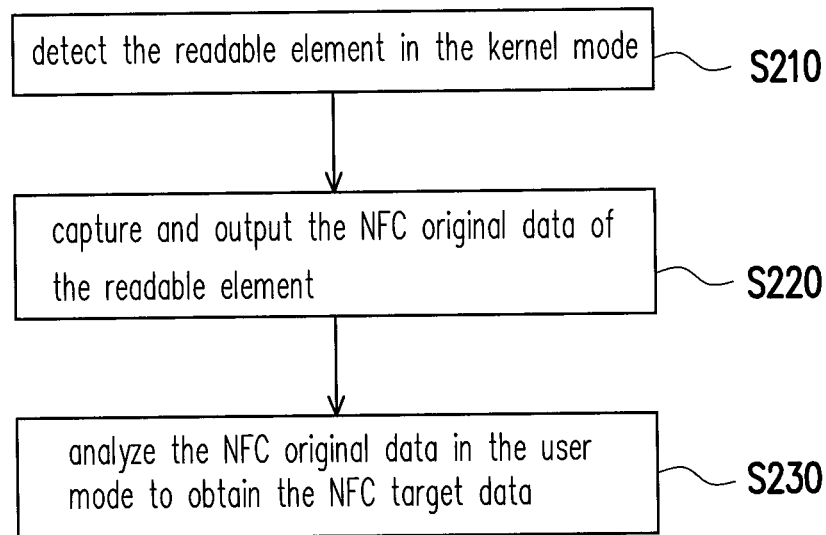 detect the readable element in the kernel mode
S210
capture and output the NFC original data of
the readable element
S220
analyze the NFC original data in the user
mode to obtain the NFC target data
S230